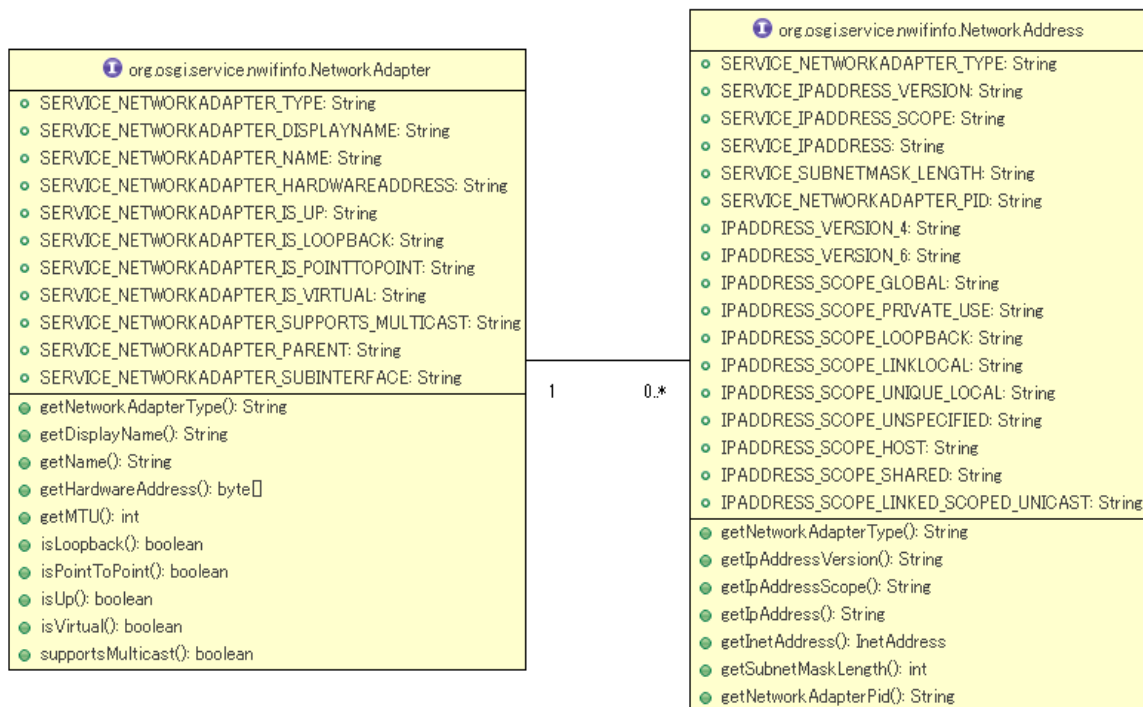 org.osgi.service.nwifinfo.NetworkAdapter
SERVICE_NETWORKADAPTER_TYPE: String
SERVICE_NETWORKADAPTER_DISPLAYNAME: String
SERVICE_NETWORKADAPTER_NAME: String
SERVICE_NETWORKADAPTER_HARDWAREADDRESS: String
SERVICE_NETWORKADAPTER_IS_UP: String
SERVICE_NETWORKADAPTER_IS_LOOPBACK: String
SERVICE_NETWORKADAPTER_IS_POINTTOPOINT: String
SERVICE_NETWORKADAPTER_IS_VIRTUAL: String
SERVICE_NETWORKADAPTER_SUPPORTS_MULTICAST: String
SERVICE_NETWORKADAPTER_PARENT: String
SERVICE_NETWORKADAPTER_SUBINTERFACE: String
getNetworkAdapterType(): String
getDisplayName(): String
getName(): String
getHardwareAddress(): byte[]
getMTU(): int
isLoopback(): boolean
isPointToPoint(): boolean
isUp(): boolean
isVirtual(): boolean
supportsMulticast(): boolean
1 0..*
org.osgi.service.nwifinfo.NetworkAddress
SERVICE_NETWORKADAPTER_TYPE: String
SERVICE_IPADDRESS_VERSION: String
SERVICE_IPADDRESS_SCOPE: String
SERVICE_IPADDRESS: String
SERVICE_SUBNETMASK_LENGTH: String
SERVICE_NETWORKADAPTER_PID: String
IPADDRESS_VERSION_4: String
IPADDRESS_VERSION_6: String
IPADDRESS_SCOPE_GLOBAL: String
IPADDRESS_SCOPE_PRIVATE_USE: String
IPADDRESS_SCOPE_LOOPBACK: String
IPADDRESS_SCOPE_LINKLOCAL: String
IPADDRESS_SCOPE_UNIQUE_LOCAL: String
IPADDRESS_SCOPE_UNSPECIFIED: String
IPADDRESS_SCOPE_HOST: String
IPADDRESS_SCOPE_SHARED: String
IPADDRESS_SCOPE_LINKED_SCOPED_UNICAST: String
getNetworkAdapterType(): String
getIpAddressVersion(): String
getIpAddressScope(): String
getIpAddress(): String
getInetAddress(): InetAddress
getSubnetMaskLength(): int
getNetworkAdapterPid(): String